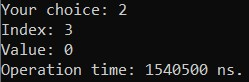 Your choice: 2
Index: 3
Value: 0
Operation time: 1540500 ns.